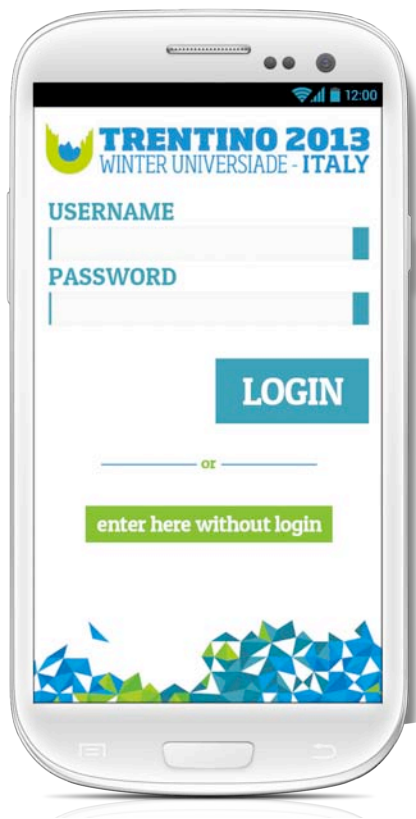 12:00
TRENTINO 2013
WINTER UNIVERSIADE - ITALY
USERNAME
PASSWORD
LOGIN
or
enter here without login